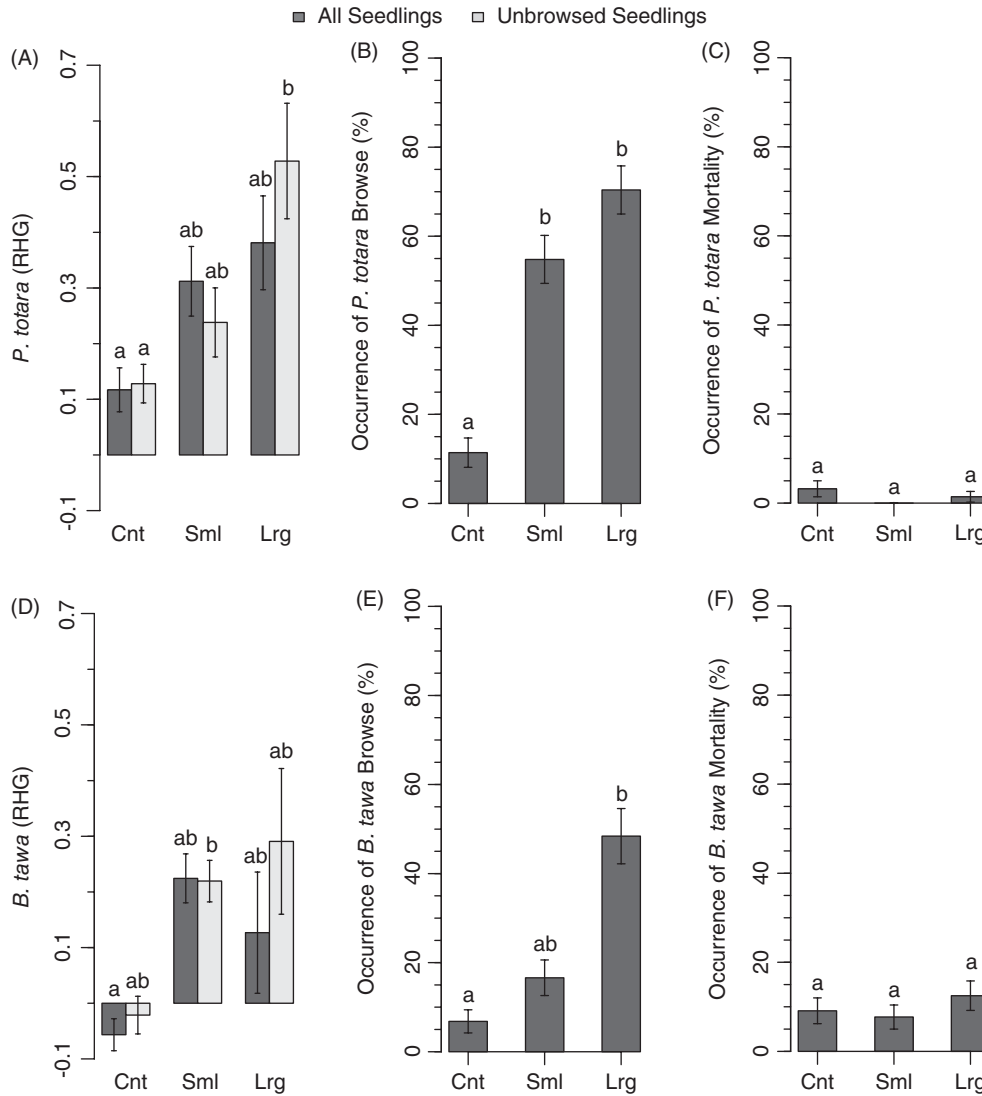 All Seedlings Unbrowsed Seedlings
(A)
P. totara (RHG)
0.7
0.5
0.3
0.1
-0.1
a a ab ab ab b
Cnt Sml Lrg
(B)
Occurrence of P. totara Browse (%)
100
80
60
40
20
0
a b b
Cnt Sml Lrg
(C)
Occurrence of P. totara Mortality (%)
100
80
60
40
20
0
a a a
Cnt Sml Lrg
(D)
B. tawa (RHG)
0.7
0.5
0.3
0.1
-0.1
a ab ab b ab ab
Cnt Sml Lrg
(E)
Occurrence of B. tawa Browse (%)
100
80
60
40
20
0
a ab b
Cnt Sml Lrg
(F)
Occurrence of B. tawa Mortality (%)
100
80
60
40
20
0
a a a
Cnt Sml Lrg